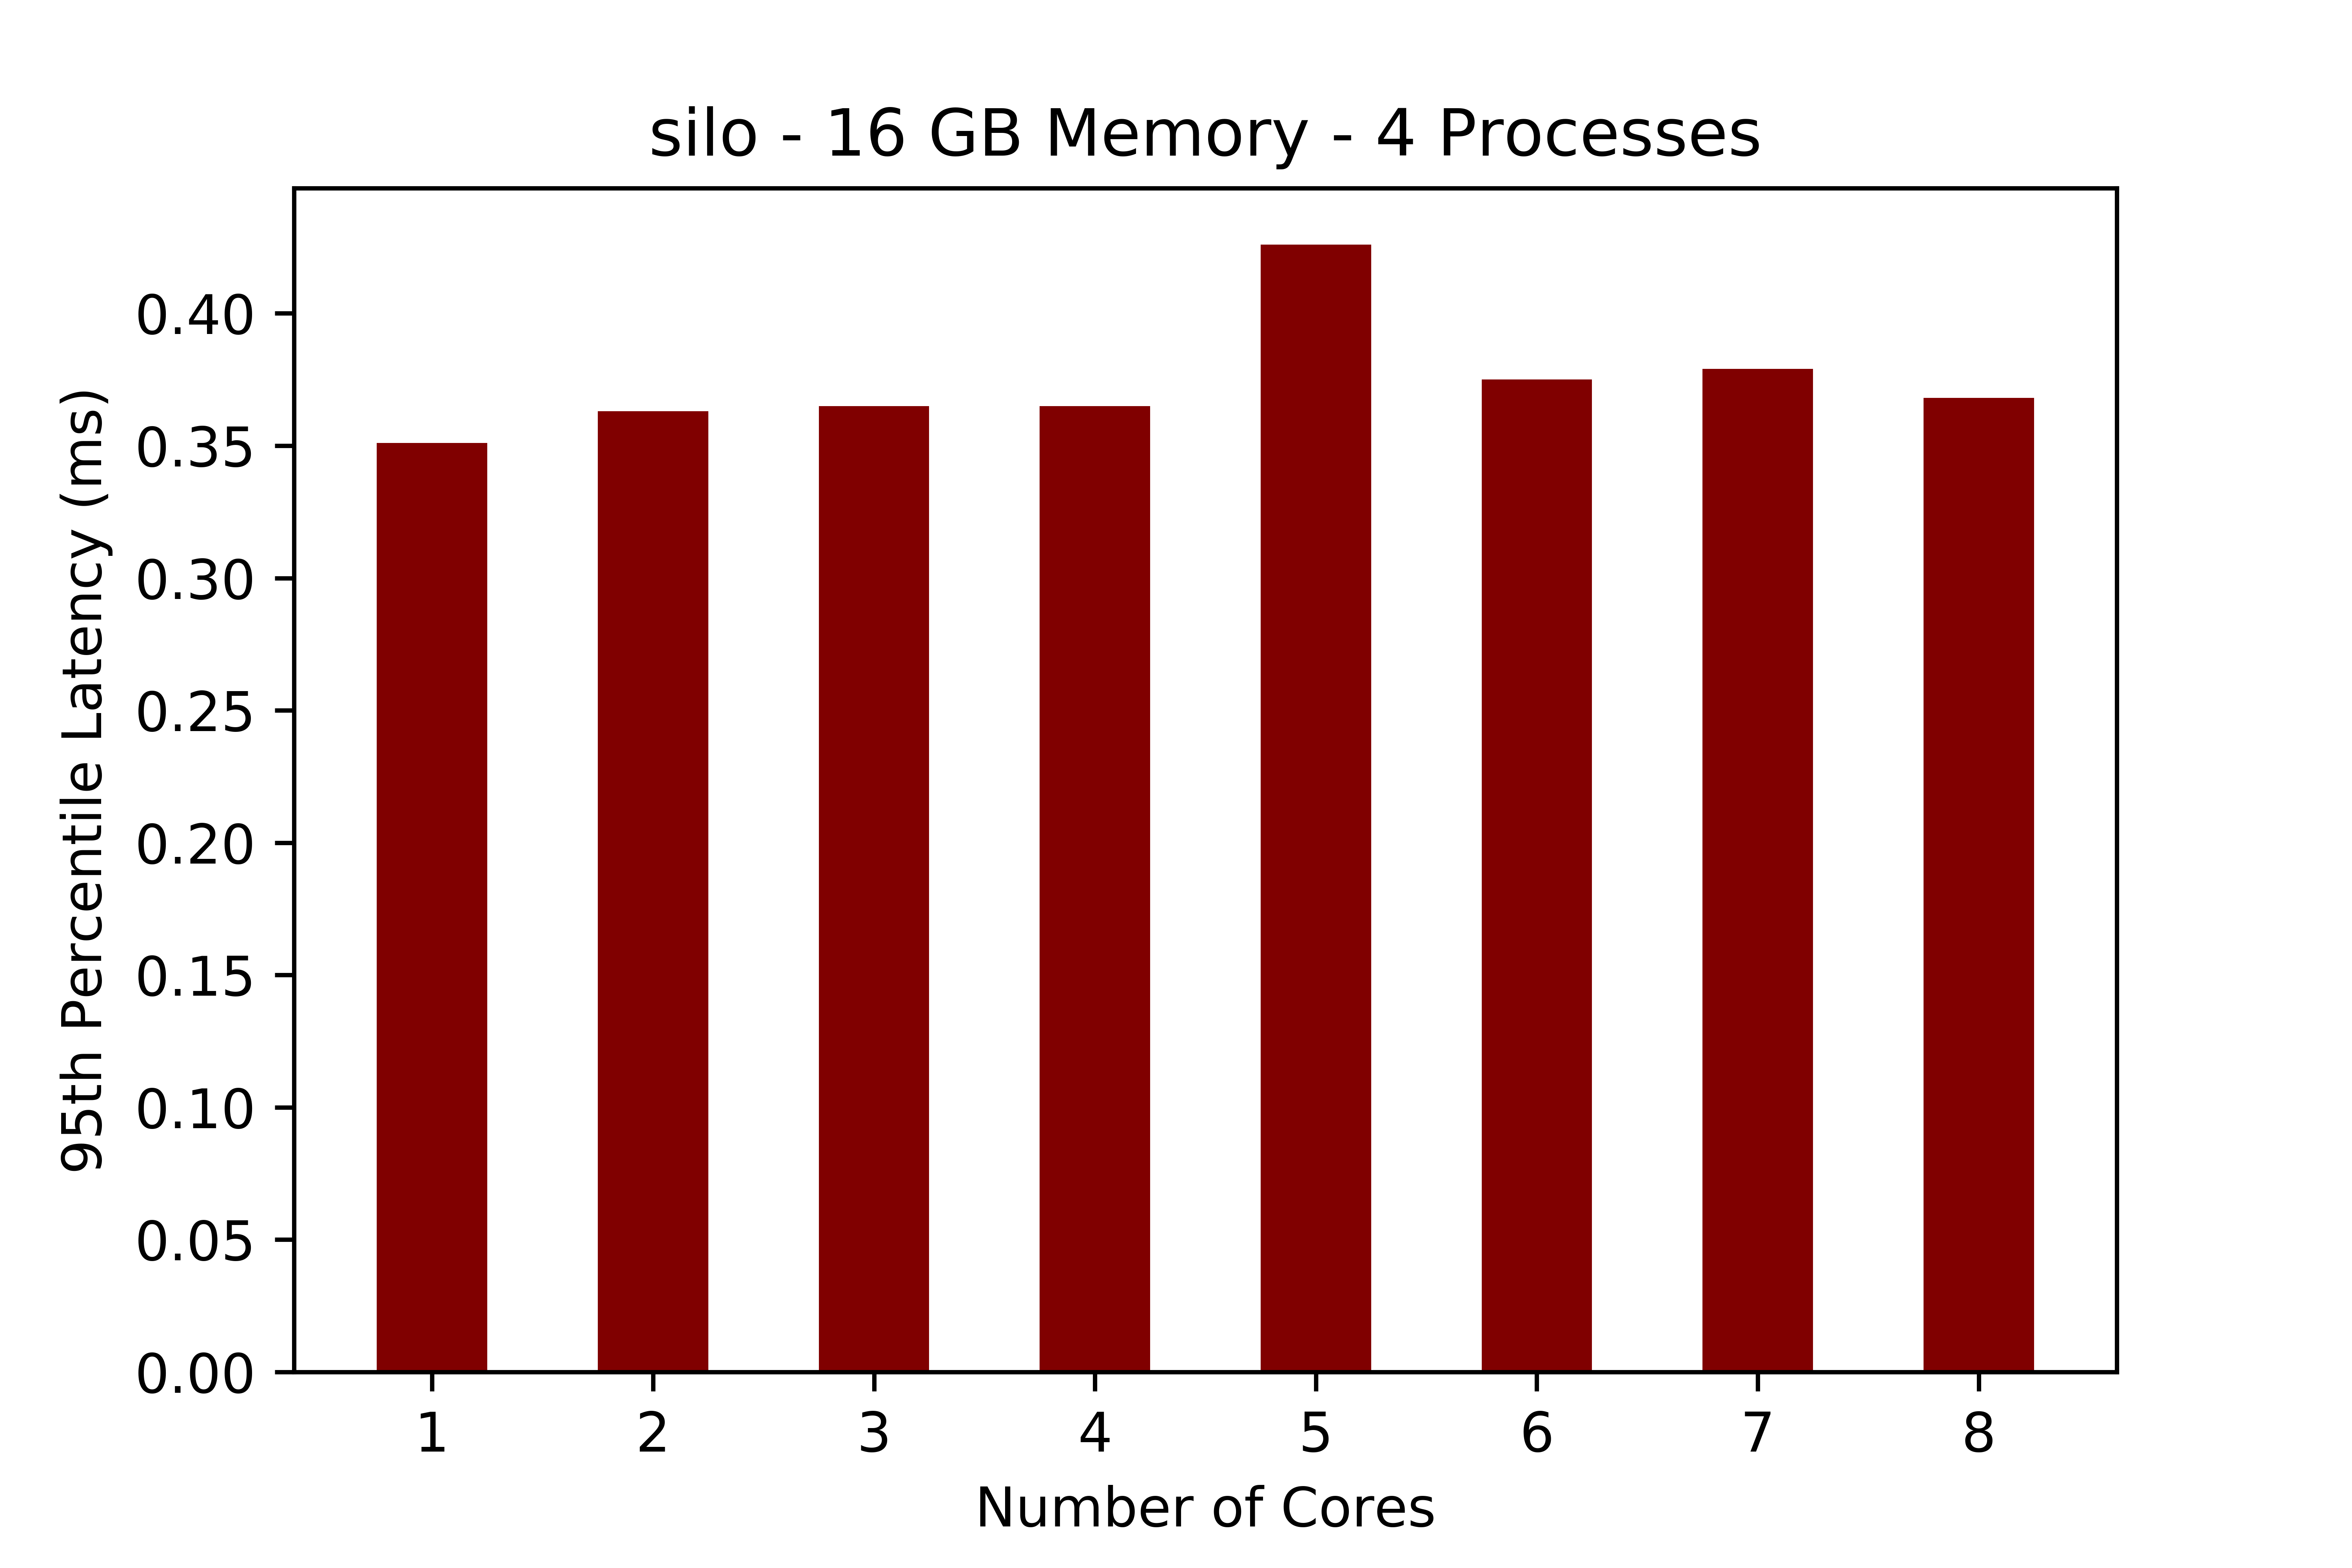 silo - 16 GB Memory - 4 Processes
95th Percentile Latency (ms)
0.40
0.35
0.30
0.25
0.20
0.15
0.10
0.05
0.00
1 2 3 4 5 6 7 8
Number of Cores